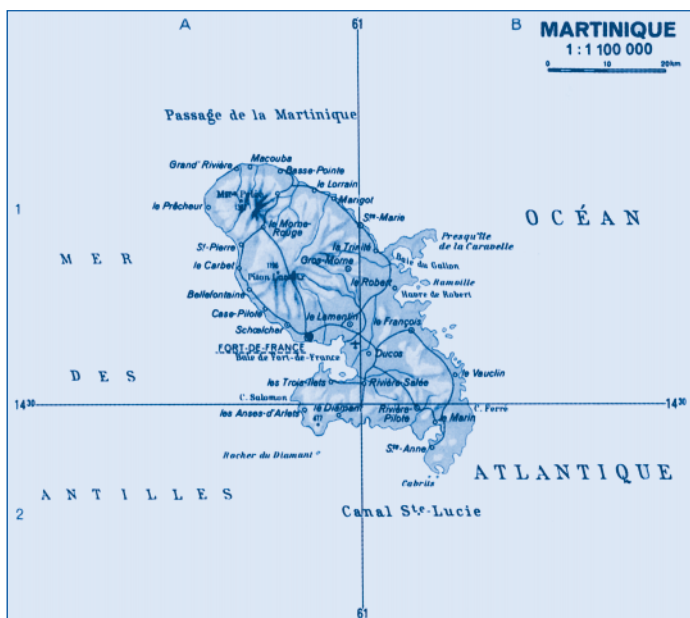 A
61
B
MARTINIQUE
1:1 100 000
0 10 20km
Passage de la Martinique
Grand' Rivière
Macouba
Basse-Pointe
le Lorrain
Marigot
le Prêcheur
1
Ste-Marie
OCÉAN
le Morne-
Rouge
Presqu'île
de la Caravelle
St-Pierre
la Trinité
Baie du Galion
MER
Gros-Morne
le Carbet
le Robert
Ramville
Havre de Robert
Bellefontaine
Case-Pilote
le Lamentin
le François
Schœlcher
FORT-DE-FRANCE
Baie de Fort-de-France
Ducos
DES
les Trois-Ilets
Rivière-Salée
le Vauclin
C. Salomon
14°30
14°30
les Anses-d'Arlets
le Diamant
Rivière-
Pilote
C. Ferré
le Marin
Ste-Anne
Rocher du Diamant
Cabrits
ATLANTIQUE
ANTILLES
2
Canal Ste-Lucie
61